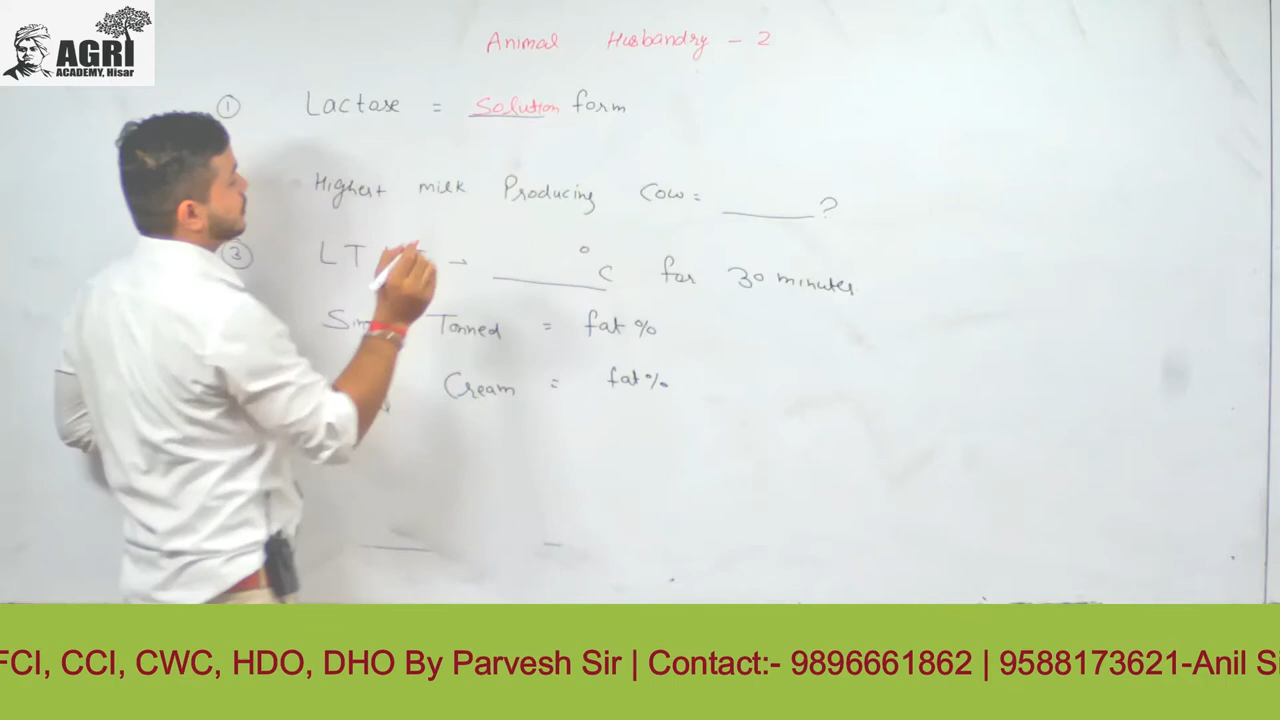 AGRI
ACADEMY, Hisar
Animal Husbandry - 2
① Lactose = Solution form
Highest milk Producing Cow = ______ ?
③ LT → ______ °C for 30 minutes
Tonned = fat %
Cream = fat %
FCI, CCI, CWC, HDO, DHO By Parvesh Sir | Contact:- 9896661862 | 9588173621-Anil Si